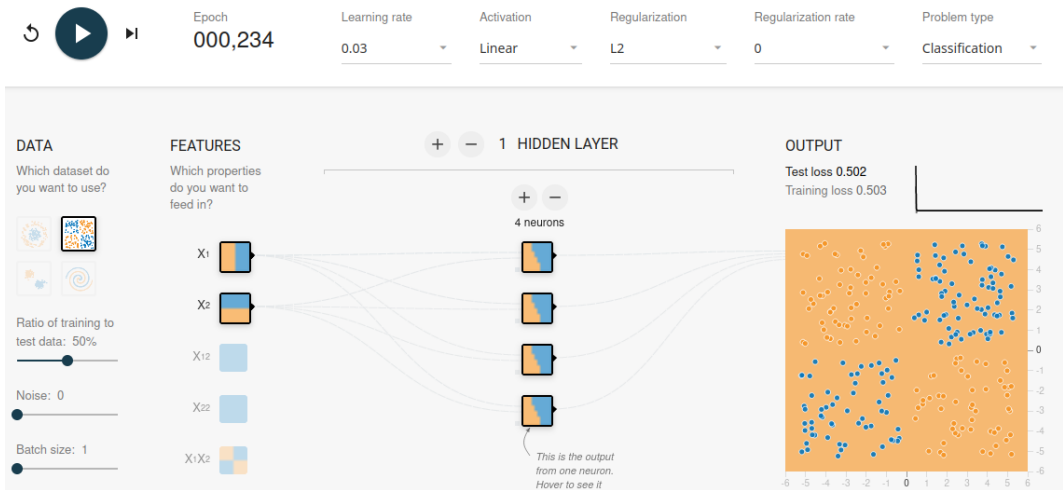 Epoch
000,234
Learning rate
0.03
Activation
Linear
Regularization
L2
Regularization rate
0
Problem type
Classification
DATA
Which dataset do
you want to use?
Ratio of training to
test data: 50%
Noise: 0
Batch size: 1
FEATURES
Which properties
do you want to
feed in?
X1
X2
X12
X22
X1X2
+ − 1 HIDDEN LAYER
+ −
4 neurons
This is the output
from one neuron.
Hover to see it
OUTPUT
Test loss 0.502
Training loss 0.503
6
5
4
3
2
1
0
-1
-2
-3
-4
-5
-6
-6 -5 -4 -3 -2 -1 0 1 2 3 4 5 6